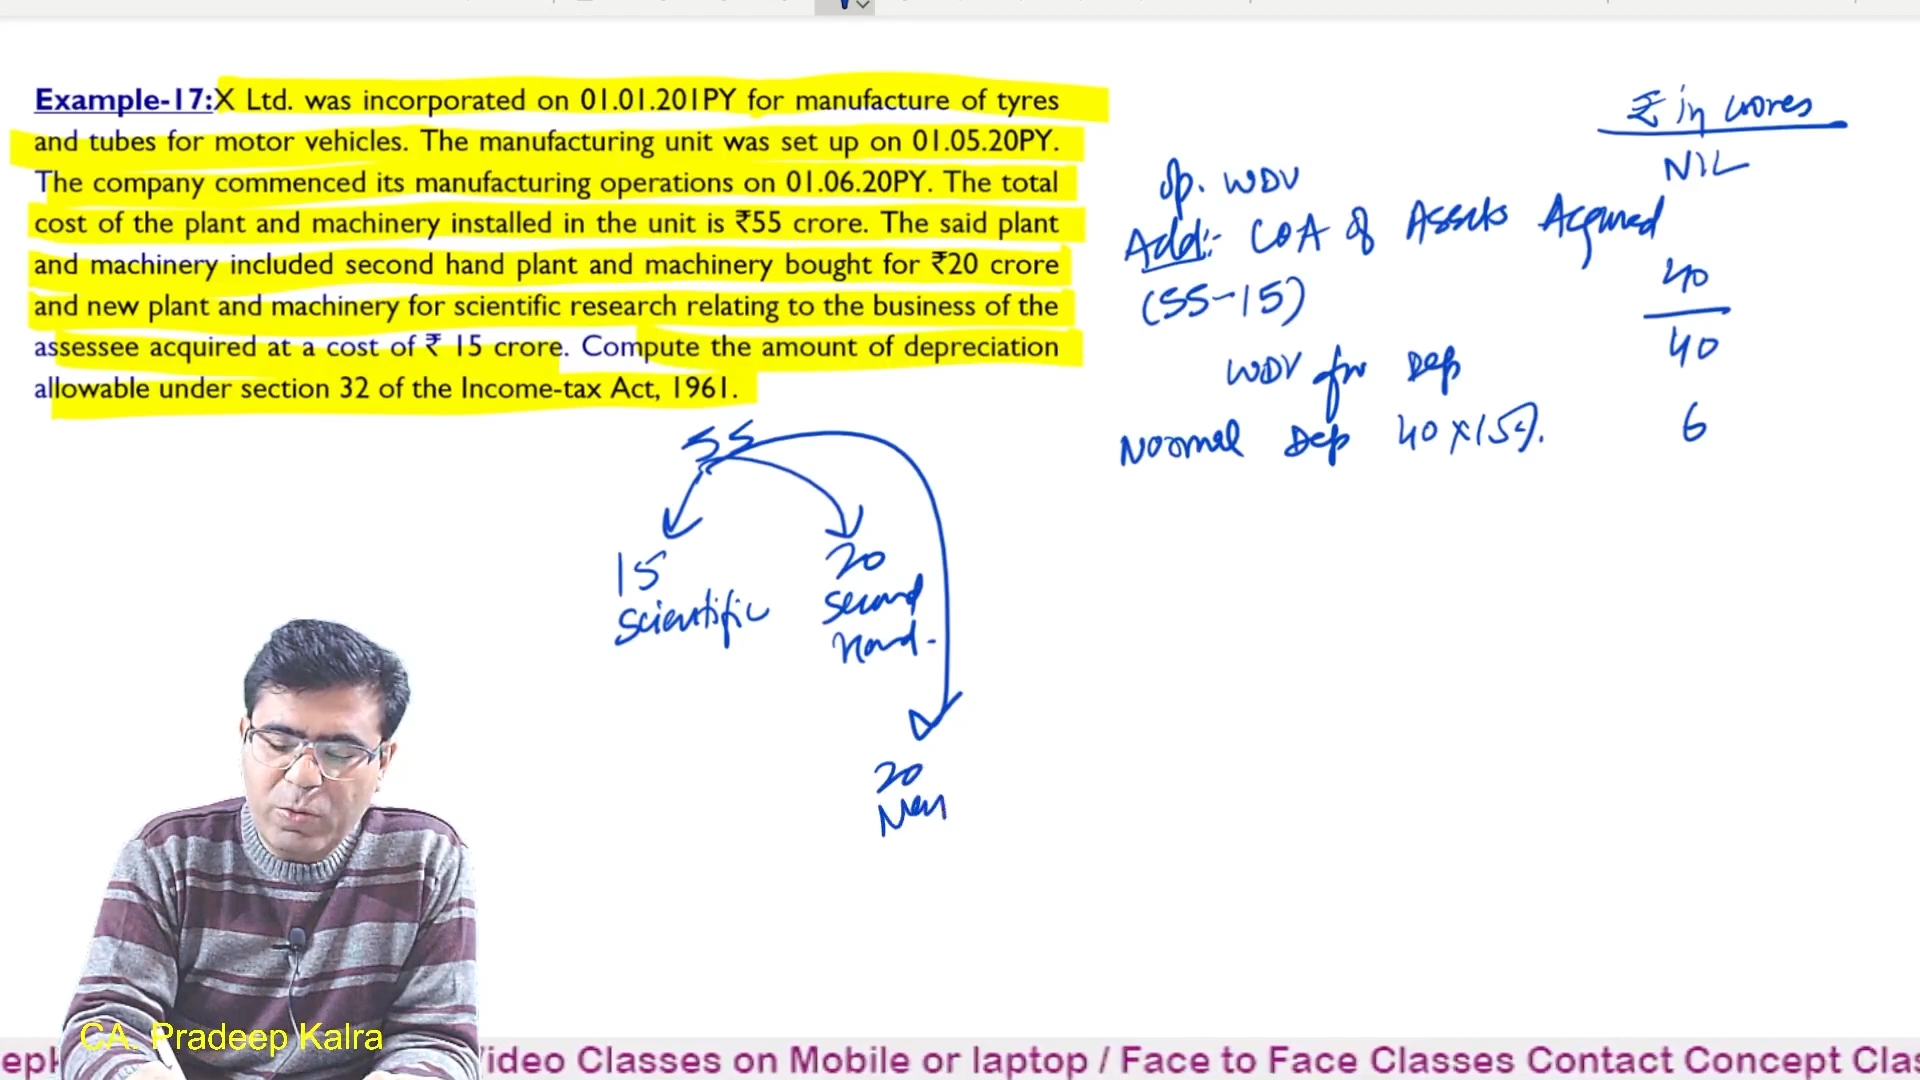 Example-17:X Ltd. was incorporated on 01.01.201PY for manufacture of tyres
and tubes for motor vehicles. The manufacturing unit was set up on 01.05.20PY.
The company commenced its manufacturing operations on 01.06.20PY. The total
cost of the plant and machinery installed in the unit is ₹55 crore. The said plant
and machinery included second hand plant and machinery bought for ₹20 crore
and new plant and machinery for scientific research relating to the business of the
assessee acquired at a cost of ₹ 15 crore. Compute the amount of depreciation
allowable under section 32 of the Income-tax Act, 1961.
₹ in crores
Op. WDV NIL
Add:- COA of Assets Acquired
(55-15) 40
40
WDV for Dep
Normal Dep 40x15%. 6
55
15
Scientific
20
Second
Hand.
20
New
CA. Pradeep Kalra
ideo Classes on Mobile or laptop / Face to Face Classes Contact Concept Clas